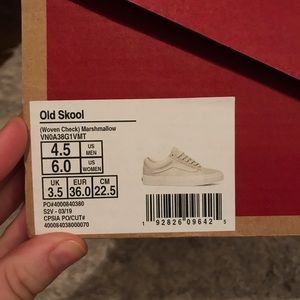 Old Skool
(Woven Check) Marshmallow
VN0A38G1VMT
4.5 US MEN
6.0 US WOMEN
UK EUR CM
3.5 36.0 22.5
PO#4000840380
S2V - 03/19
CPSIA PO/CUT#
400084038000070
1 92826 09642 5